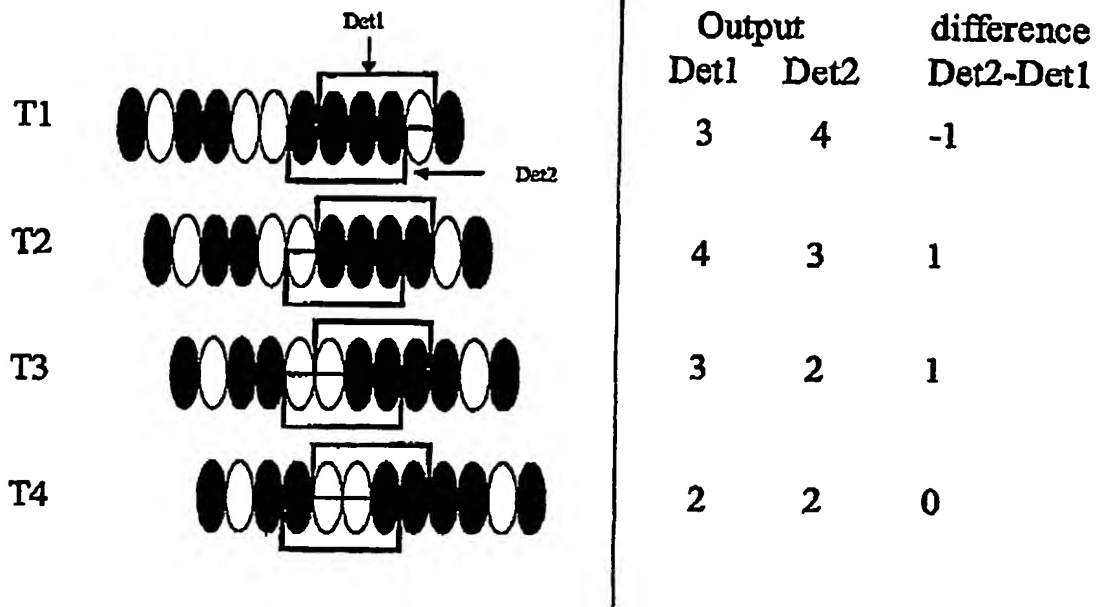 Det1
Output difference
Det1 Det2 Det2-Det1
T1 3 4 -1
Det2
T2 4 3 1
T3 3 2 1
T4 2 2 0